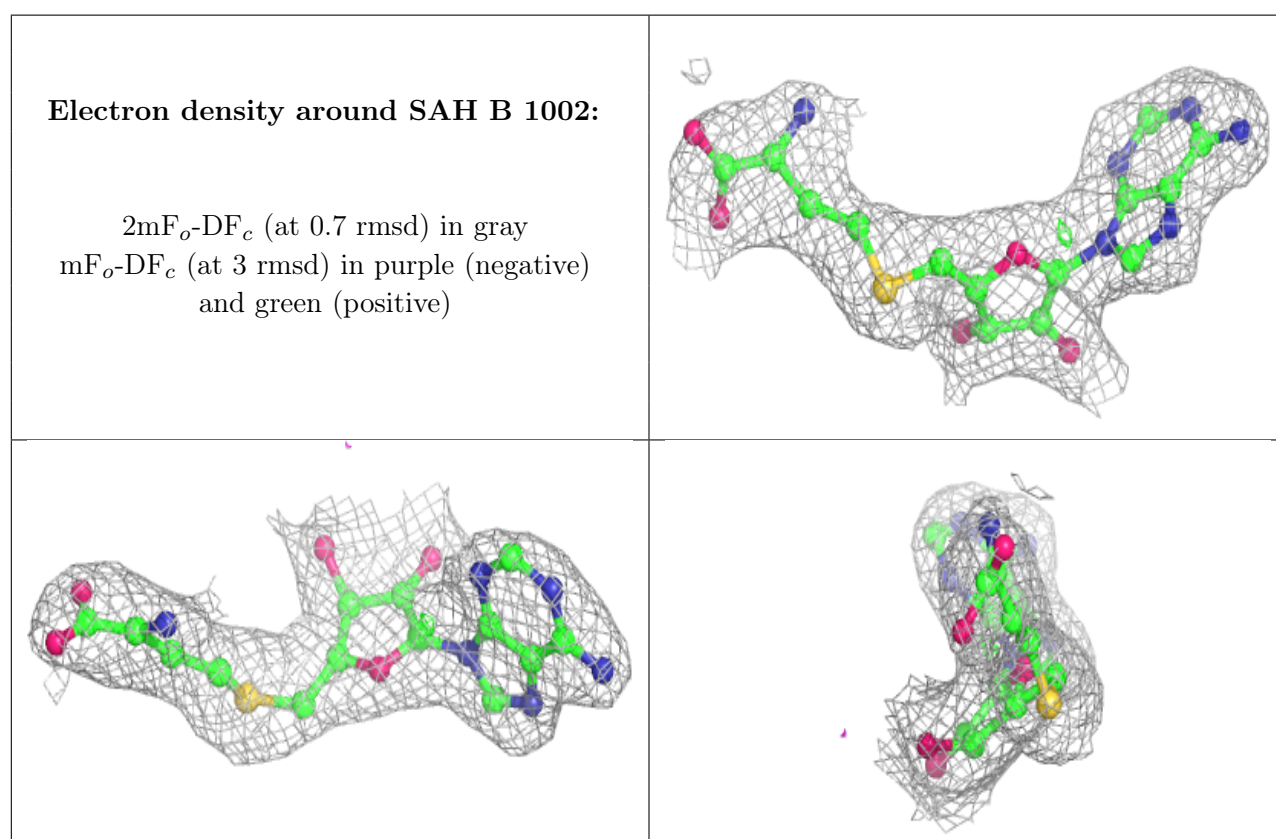 Electron density around SAH B 1002:
2mFo-DFc (at 0.7 rmsd) in gray
mFo-DFc (at 3 rmsd) in purple (negative)
and green (positive)